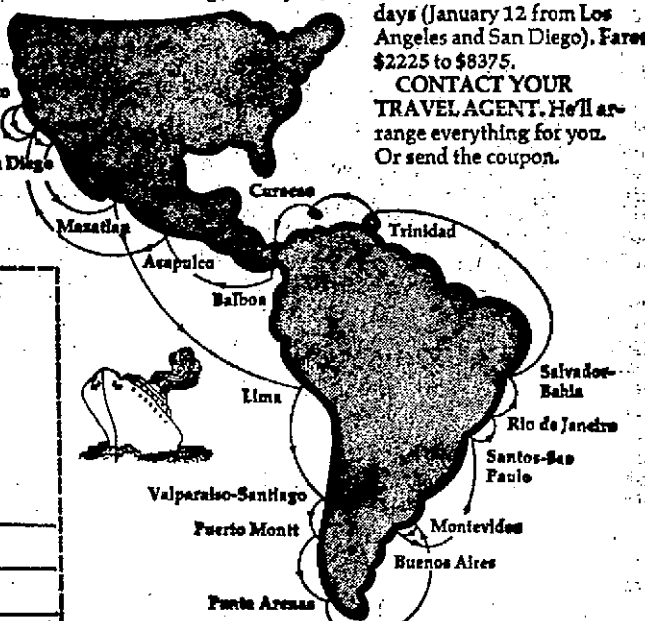 days (January 12 from Los
Angeles and San Diego). Fares
$2225 to $8375.
CONTACT YOUR
TRAVEL AGENT. He'll ar-
range everything for you.
Or send the coupon.
Diego
Mazatlan
Acapulco
Balboa
Curacao
Trinidad
Lima
Salvador-
Bahia
Rio de Janeiro
Santos-Sao
Paulo
Valparaiso-Santiago
Puerto Montt
Montevideo
Buenos Aires
Punta Arenas